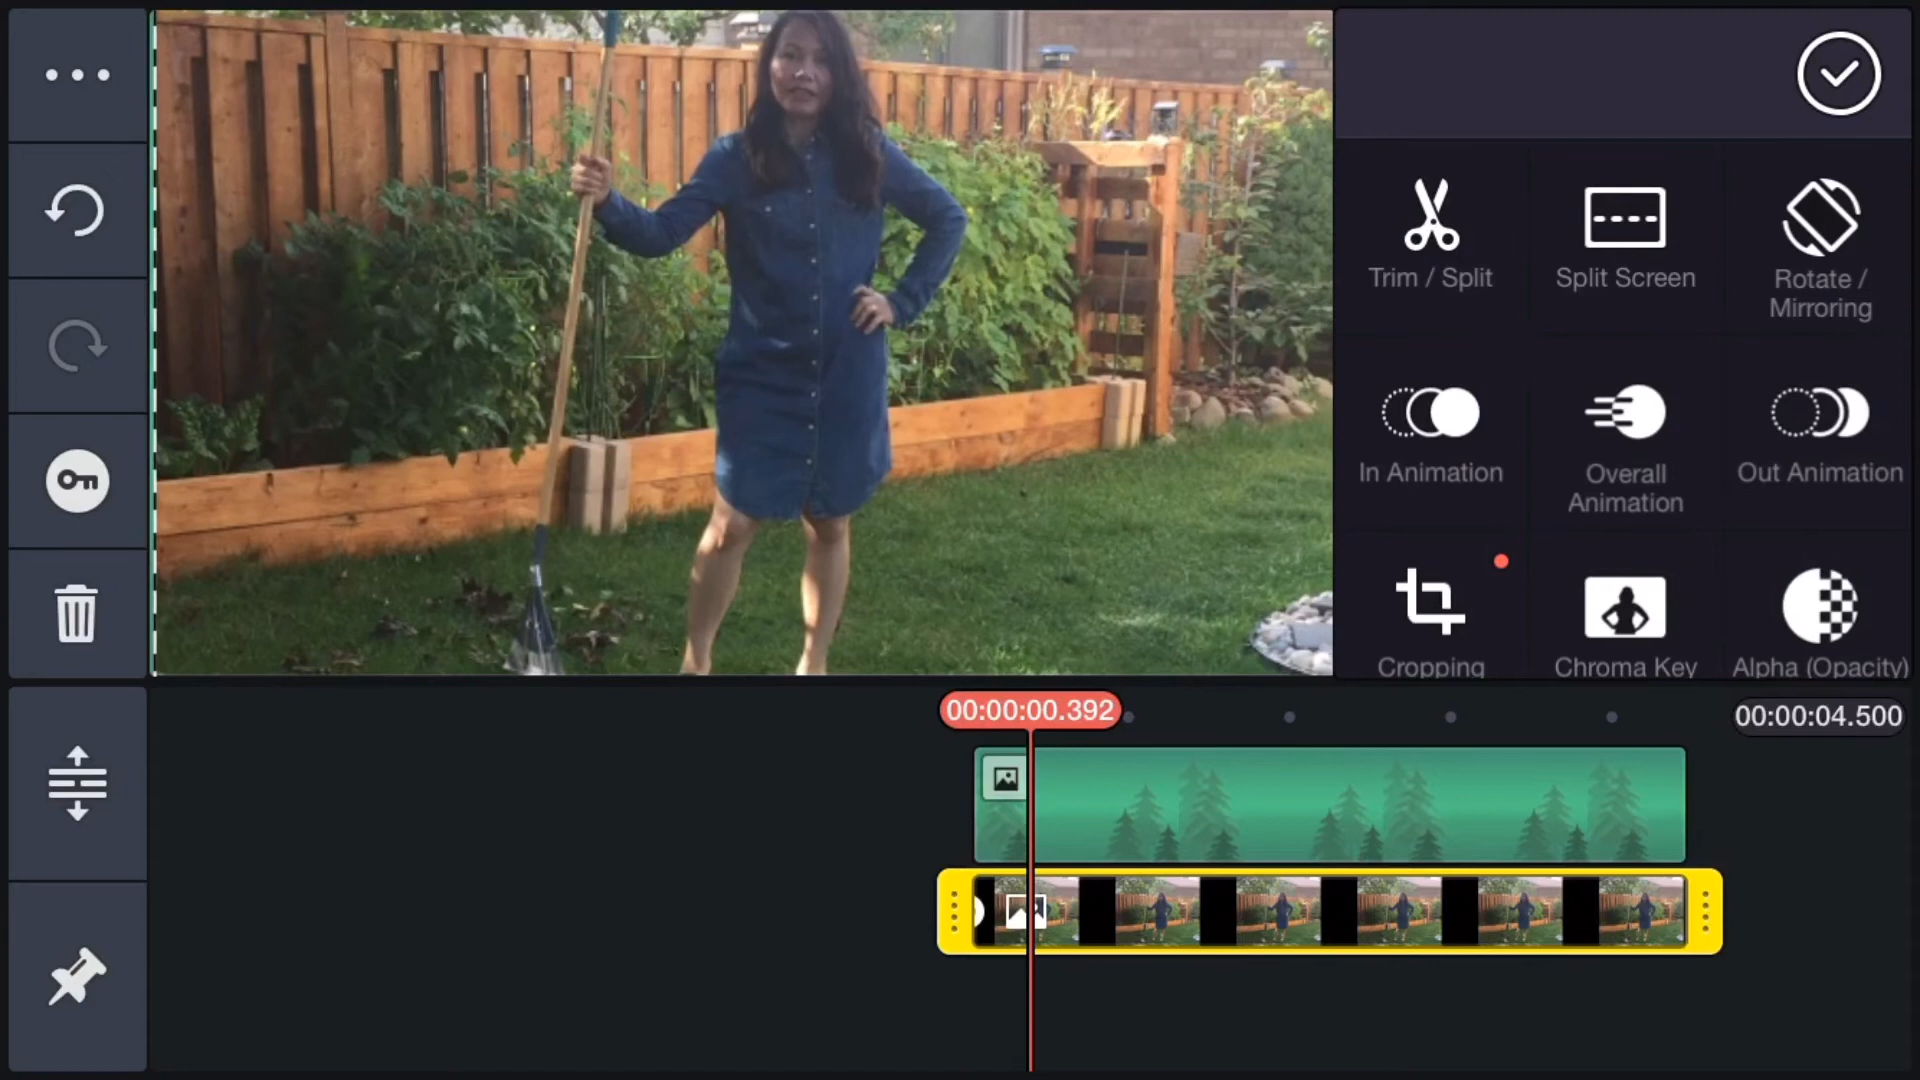 Trim / Split
Split Screen
Rotate /
Mirroring
In Animation
Overall
Animation
Out Animation
Cropping
Chroma Key
Alpha (Opacity)
00:00:00.392
00:00:04.500